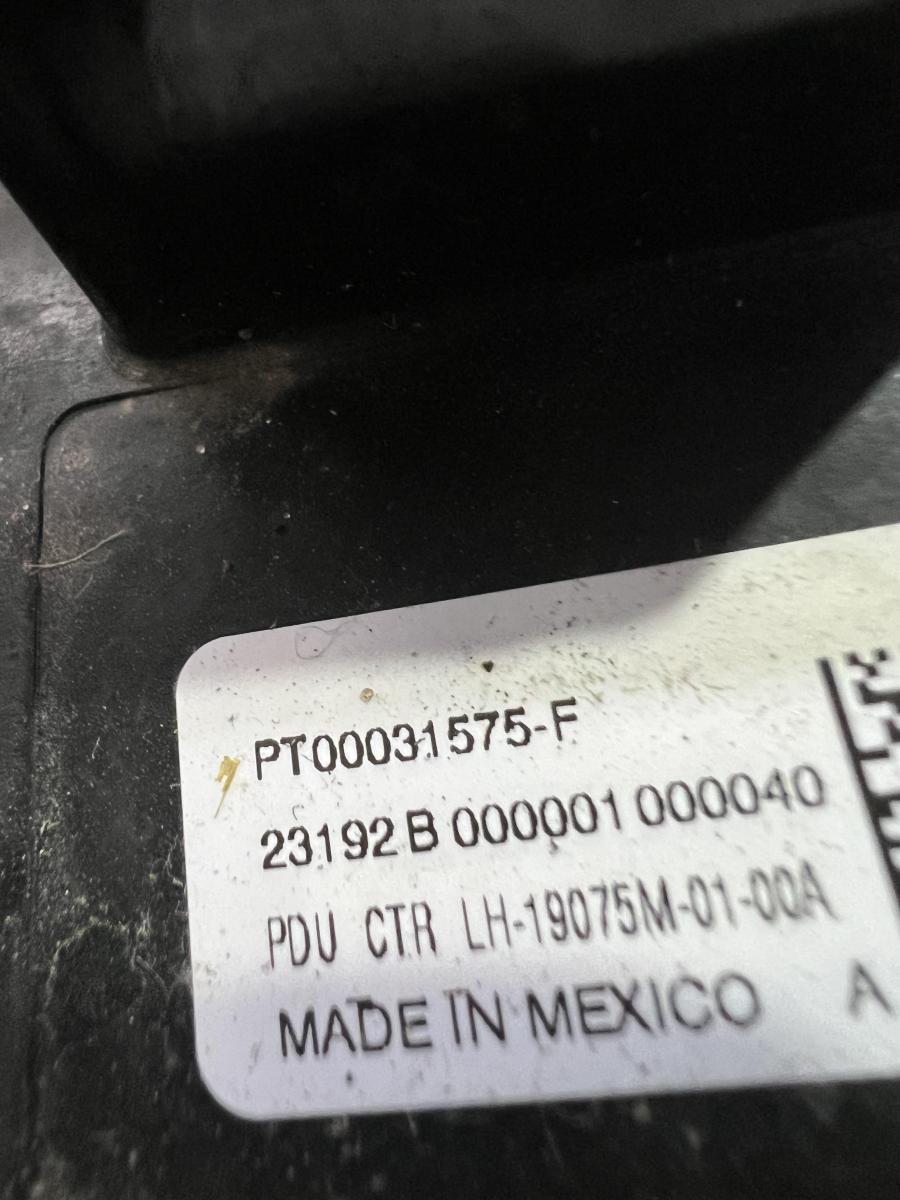 PT00031575-F
23192 B 000001 000040
PDU CTR LH-19075M-01-00A
MADE IN MEXICO A